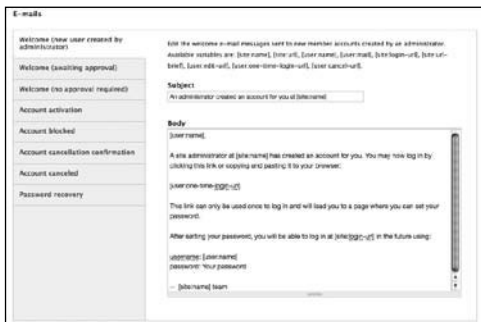 E-mails
Welcome (new user created by
administrator)
Welcome (awaiting approval)
Welcome (no approval required)
Account activation
Account blocked
Account cancellation confirmation
Account canceled
Password recovery
Edit the welcome e-mail messages sent to new member accounts created by an administrator.
Available variables are: [site:name], [site:url], [user:name], [user:mail], [site:login-url], [site:url-
brief], [user:edit-url], [user:one-time-login-url], [user:cancel-url].
Subject
An administrator created an account for you at [site:name]
Body
[user:name],
A site administrator at [site:name] has created an account for you. You may now log in by
clicking this link or copying and pasting it to your browser:
[user:one-time-login-url]
This link can only be used once to log in and will lead you to a page where you can set your
password.
After setting your password, you will be able to log in at [site:login-url] in the future using:
username: [user:name]
password: Your password
-- [site:name] team